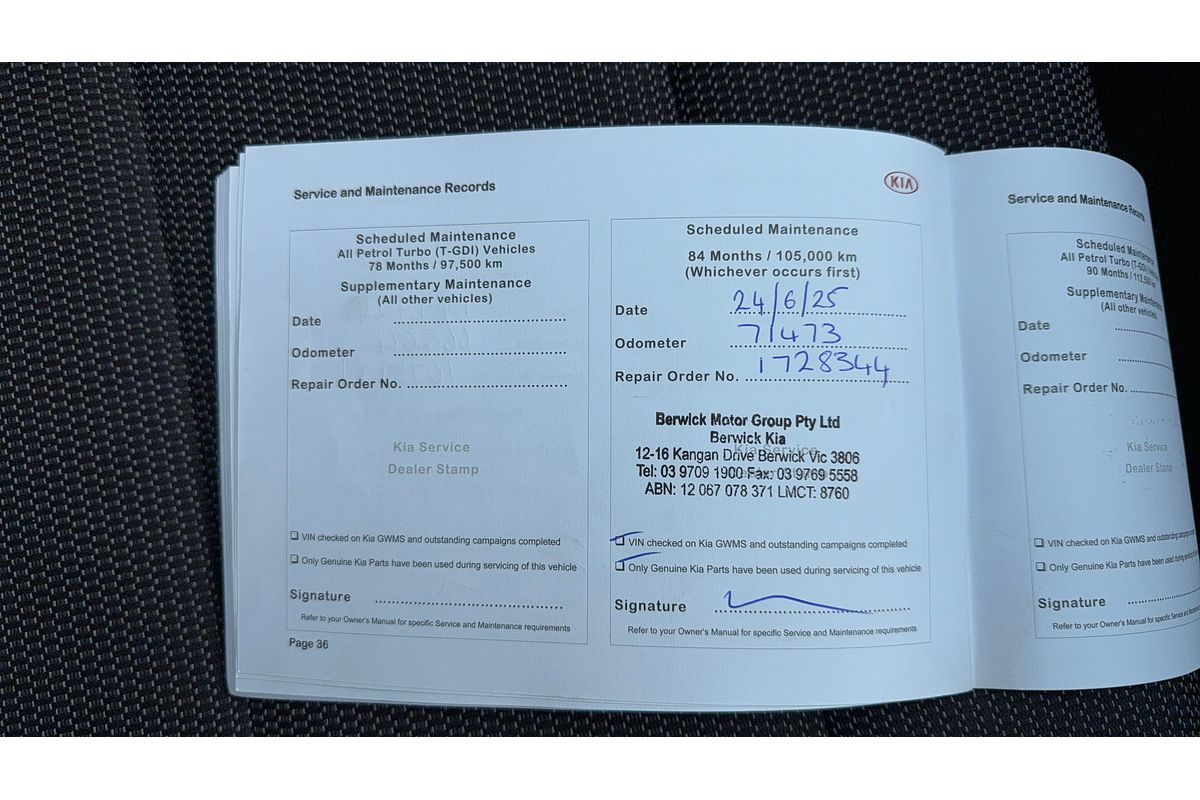 Service and Maintenance Records
KIA
Scheduled Maintenance
All Petrol Turbo (T-GDI) Vehicles
78 Months / 97,500 km
Supplementary Maintenance
(All other vehicles)
Date
Odometer
Repair Order No.
Kia Service
Dealer Stamp
❑ VIN checked on Kia GWMS and outstanding campaigns completed
❑ Only Genuine Kia Parts have been used during servicing of this vehicle
Signature
Refer to your Owner's Manual for specific Service and Maintenance requirements
Page 36
Scheduled Maintenance
84 Months / 105,000 km
(Whichever occurs first)
Date 24/6/25
Odometer 71473
Repair Order No. 1728344
Berwick Motor Group Pty Ltd
Berwick Kia
Kia Service
12-16 Kangan Drive Berwick Vic 3806
Tel: 03 9709 1900 Fax: 03 9769 5558
ABN: 12 067 078 371 LMCT: 8760
❑ VIN checked on Kia GWMS and outstanding campaigns completed
❑ Only Genuine Kia Parts have been used during servicing of this vehicle
Signature
Refer to your Owner's Manual for specific Service and Maintenance requirements
Service and Maintenance Records
Scheduled
All Petrol Turbo
90 Months /
Supplementary
(All other vehicles)
Date
Odometer
Repair Order No.
Kia Service
Dealer Stamp
❑ VIN checked on Kia GWMS and outstanding
❑ Only Genuine Kia Parts have been used during servicing
Signature
Refer to your Owner's Manual for specific Service and